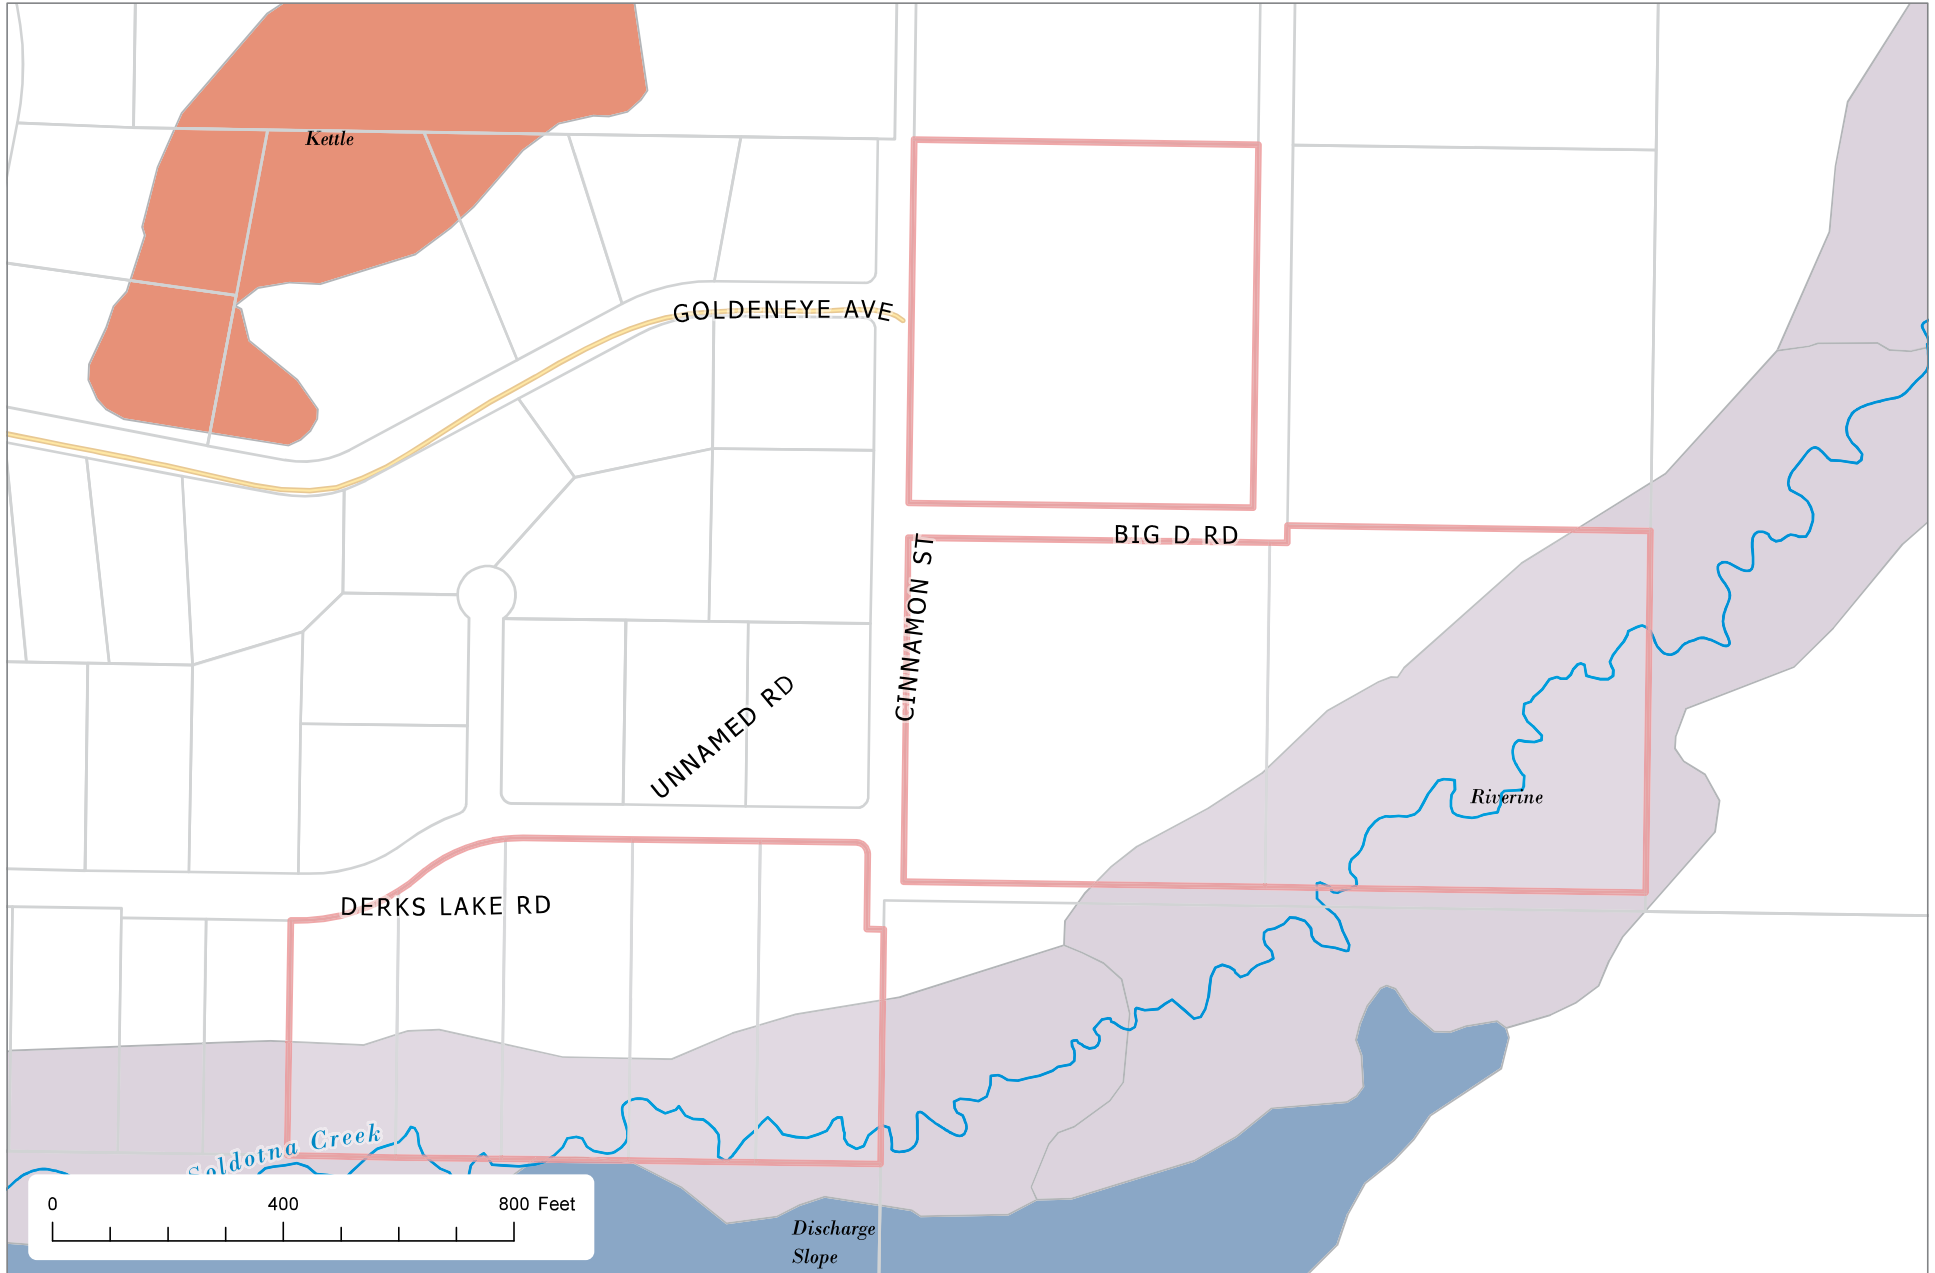 Kettle
GOLDENEYE AVE
BIG D RD
CINNAMON ST
UNNAMED RD
Riverine
DERKS LAKE RD
Soldotna Creek
0 400 800 Feet
Discharge
Slope